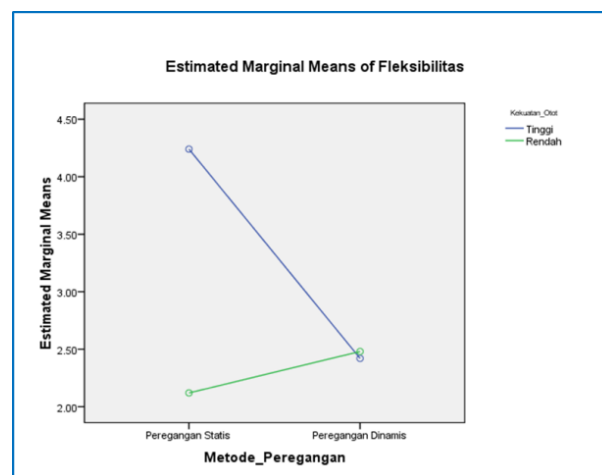 Estimated Marginal Means of Fleksibilitas
Kekuatan_Otot
Tinggi
Rendah
Estimated Marginal Means
4.50
4.00
3.50
3.00
2.50
2.00
Peregangan Statis
Peregangan Dinamis
Metode_Peregangan